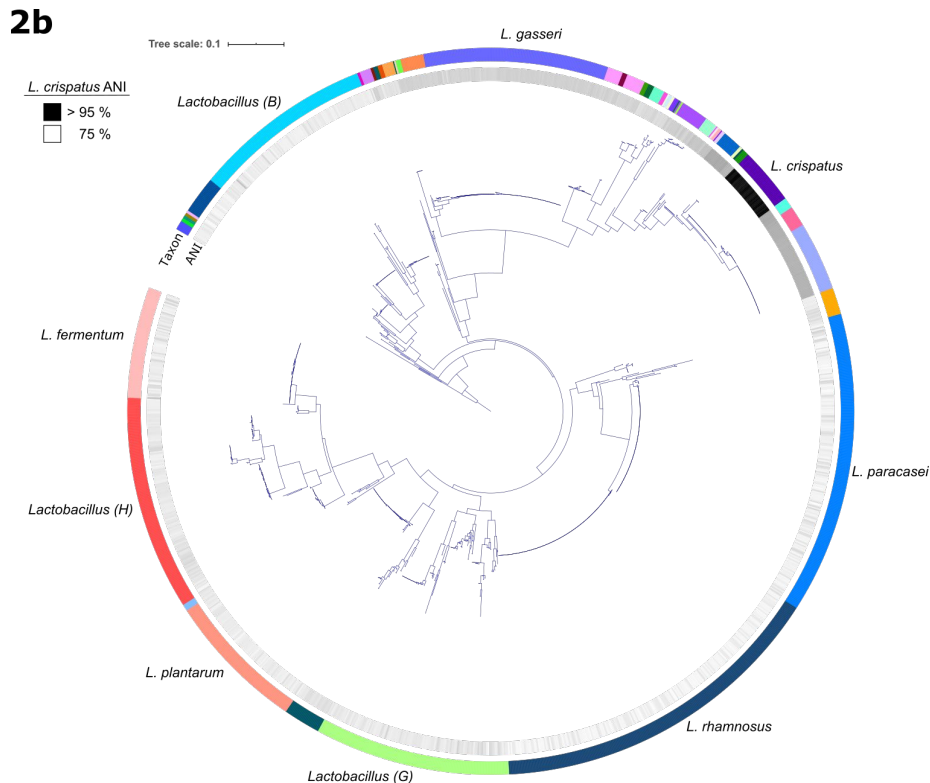 2b
Tree scale: 0.1
L. gasseri
L. crispatus ANI
> 95 %
75 %
Lactobacillus (B)
L. crispatus
Taxon
ANI
L. fermentum
L. paracasei
Lactobacillus (H)
L. plantarum
L. rhamnosus
Lactobacillus (G)